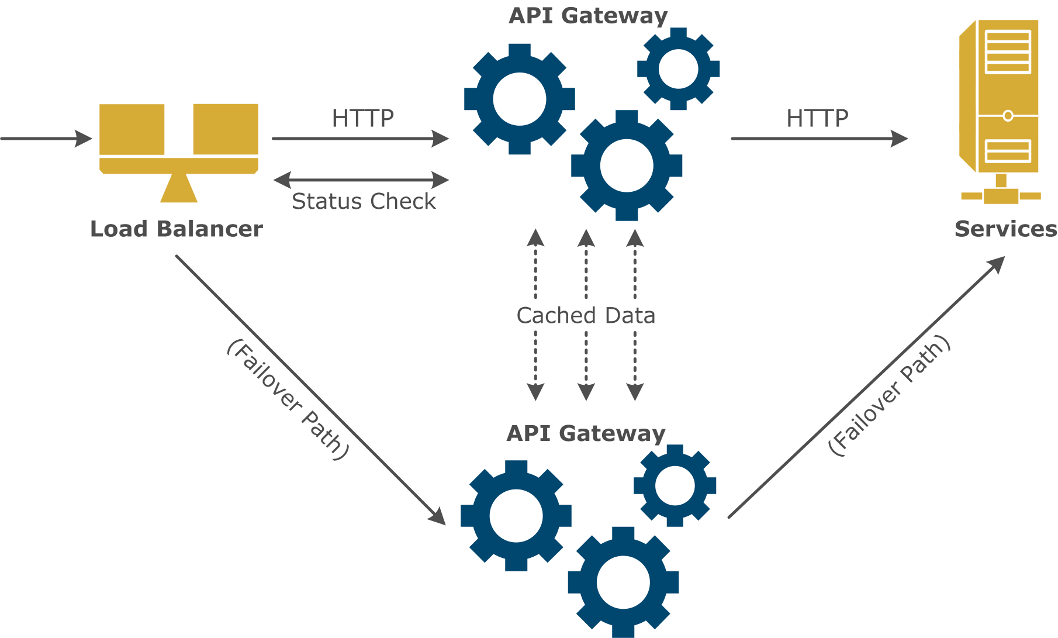 API Gateway
HTTP
HTTP
Status Check
Load Balancer
Services
Cached Data
(Failover Path)
(Failover Path)
API Gateway